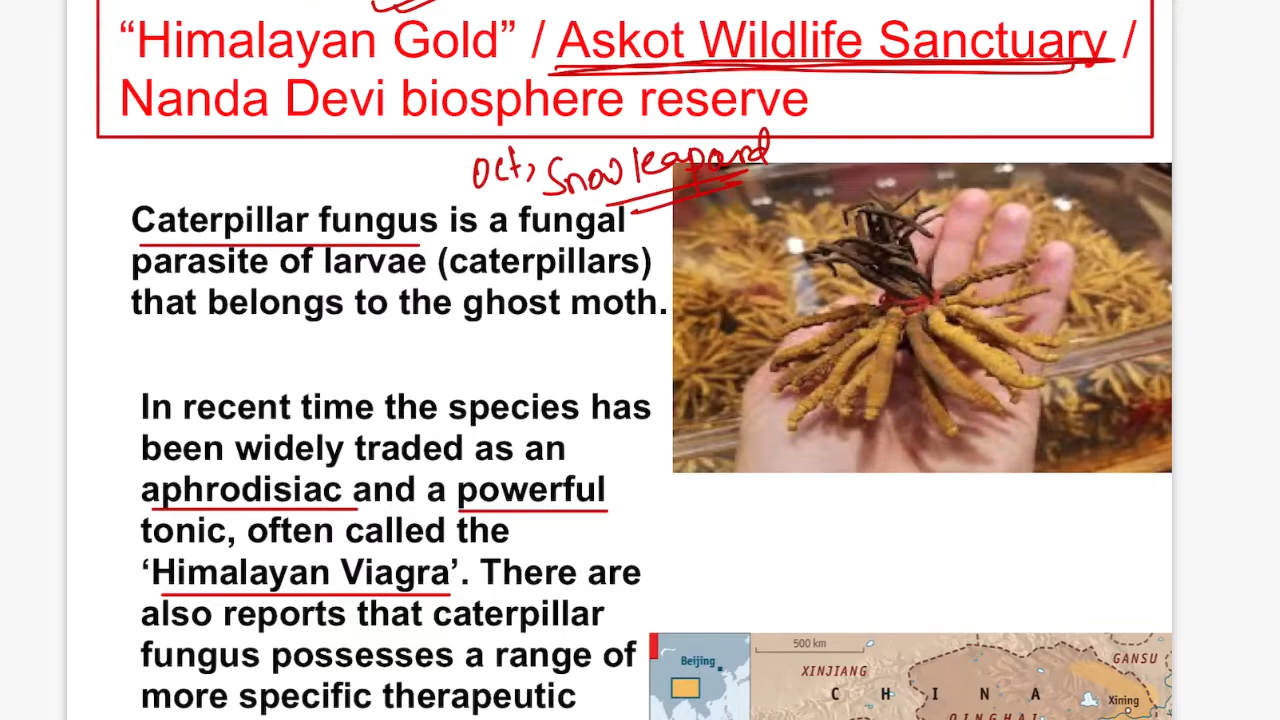 “Himalayan Gold” / Askot Wildlife Sanctuary /
Nanda Devi biosphere reserve
Oct, Snow leapard
Caterpillar fungus is a fungal
parasite of larvae (caterpillars)
that belongs to the ghost moth.
In recent time the species has
been widely traded as an
aphrodisiac and a powerful
tonic, often called the
‘Himalayan Viagra’. There are
also reports that caterpillar
fungus possesses a range of
more specific therapeutic
500 km
Beijing
XINJIANG
GANSU
CHINA
Xining
QINGHAI